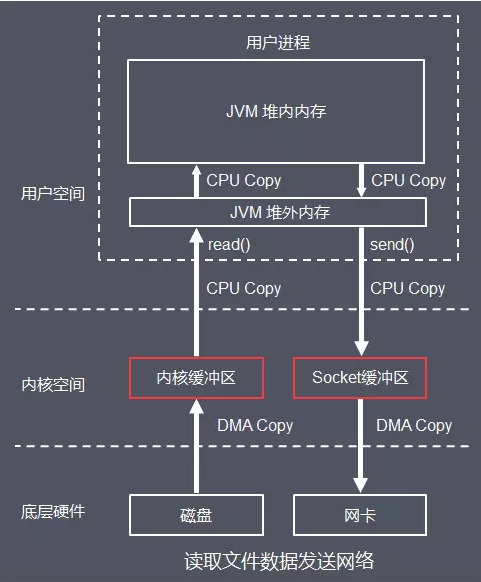 用户进程
JVM 堆内内存
用户空间
CPU Copy
CPU Copy
JVM 堆外内存
read()
send()
CPU Copy
CPU Copy
内核空间
内核缓冲区
Socket缓冲区
DMA Copy
DMA Copy
底层硬件
磁盘
网卡
读取文件数据发送网络